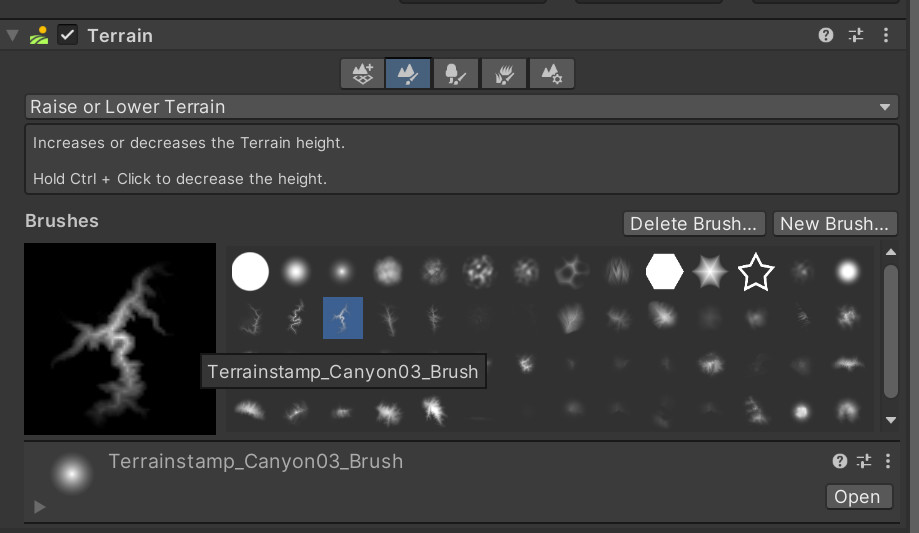 Terrain
Raise or Lower Terrain
Increases or decreases the Terrain height.
Hold Ctrl + Click to decrease the height.
Brushes
Delete Brush...
New Brush...
Terrainstamp_Canyon03_Brush
Terrainstamp_Canyon03_Brush
Open